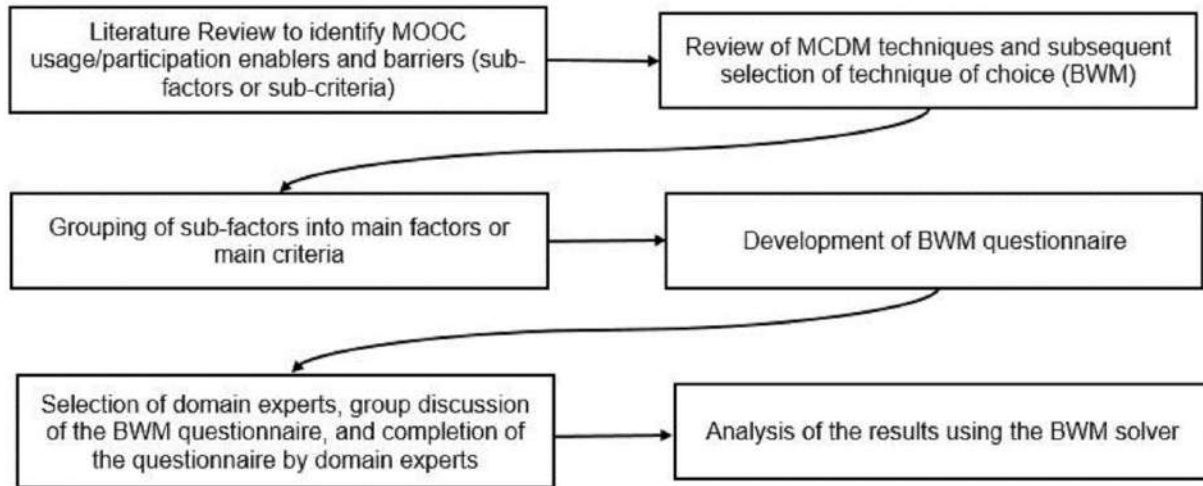 Literature Review to identify MOOC
usage/participation enablers and barriers (sub-
factors or sub-criteria)
Review of MCDM techniques and subsequent
selection of technique of choice (BWM)
Grouping of sub-factors into main factors or
main criteria
Development of BWM questionnaire
Selection of domain experts, group discussion
of the BWM questionnaire, and completion of
the questionnaire by domain experts
Analysis of the results using the BWM solver